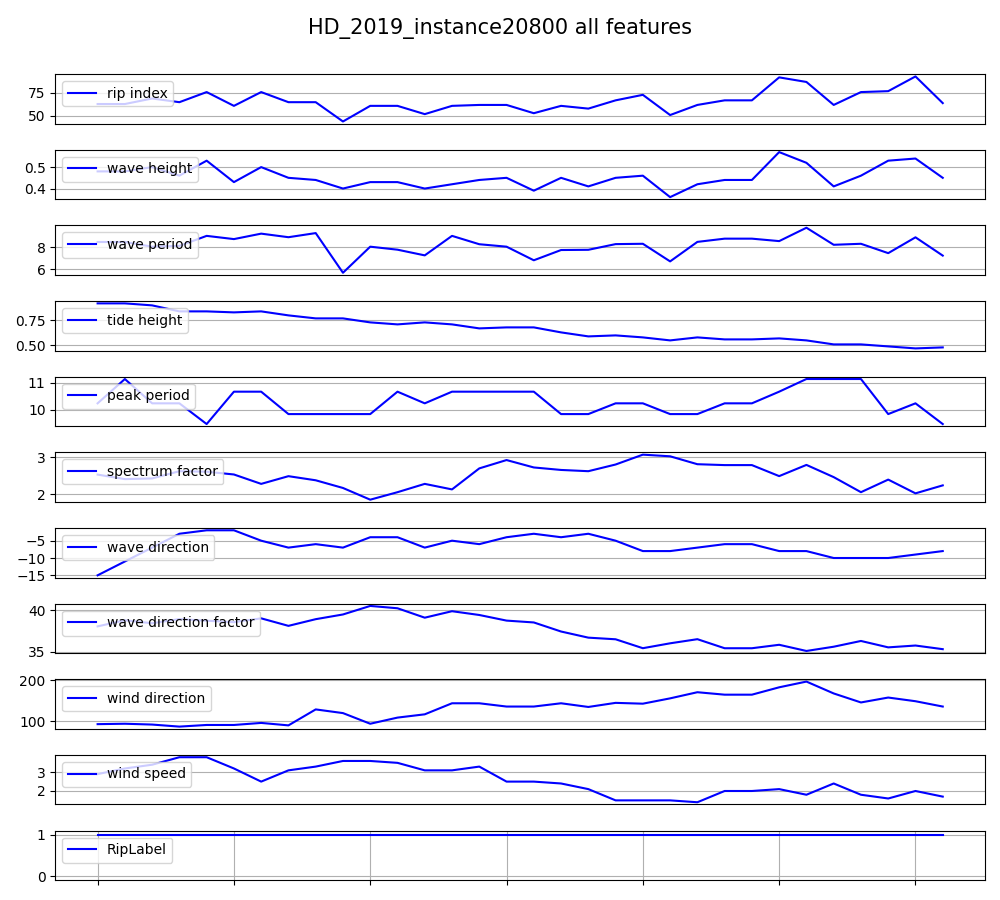 HD_2019_instance20800 all features
75
50
rip index
0.5
0.4
wave height
8
6
wave period
0.75
0.50
tide height
11
10
peak period
3
2
spectrum factor
−5
−10
−15
wave direction
40
35
wave direction factor
200
100
wind direction
3
2
wind speed
1
0
RipLabel